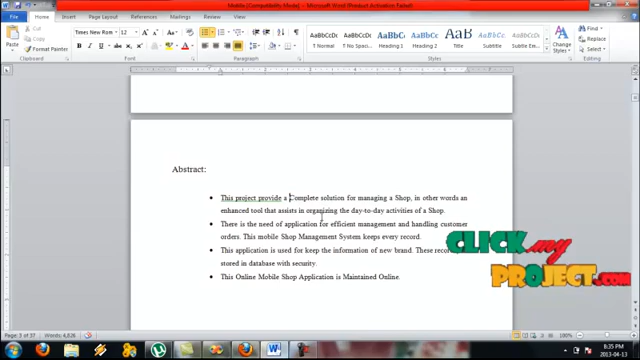 Mobile [Compatibility Mode] - Microsoft Word (Product Activation Failed)
File Home Insert Page Layout References Mailings Review View
Paste
Cut
Copy
Format Painter
Clipboard
Times New Rom 12
Font
Paragraph
AaBbCcDc AaBbCcDc AaBbCc AaBbCc AaB AaBbCc. AaBbCcDc
¶ Normal ¶ No Spaci... Heading 1 Heading 2 Title Subtitle Subtle Em...
Change Styles
Styles
Find
Replace
Select
Editing
Abstract:
• This project provide a Complete solution for managing a Shop, in other words an
enhanced tool that assists in organizing the day-to-day activities of a Shop.
• There is the need of application for efficient management and handling customer
orders. This mobile Shop Management System keeps every record.
• This application is used for keep the information of new brand. These
stored in database with security.
• This Online Mobile Shop Application is Maintained Online.
CLICK my
PROJECT.com
Page: 3 of 37 Words: 4,826
100%
8:35 PM
2013-04-13